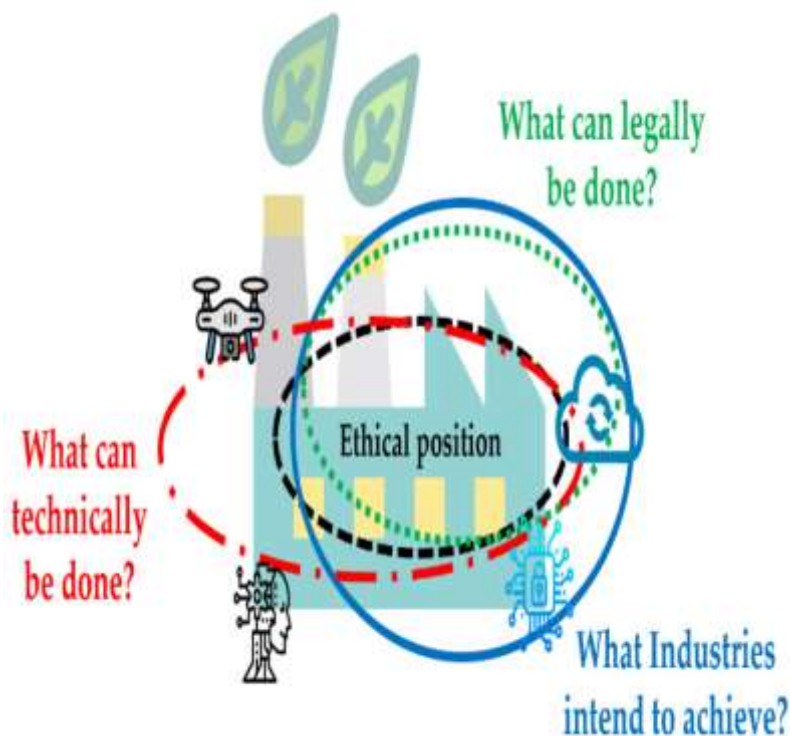 What can legally
be done?
Ethical position
What can
technically
be done?
What Industries
intend to achieve?